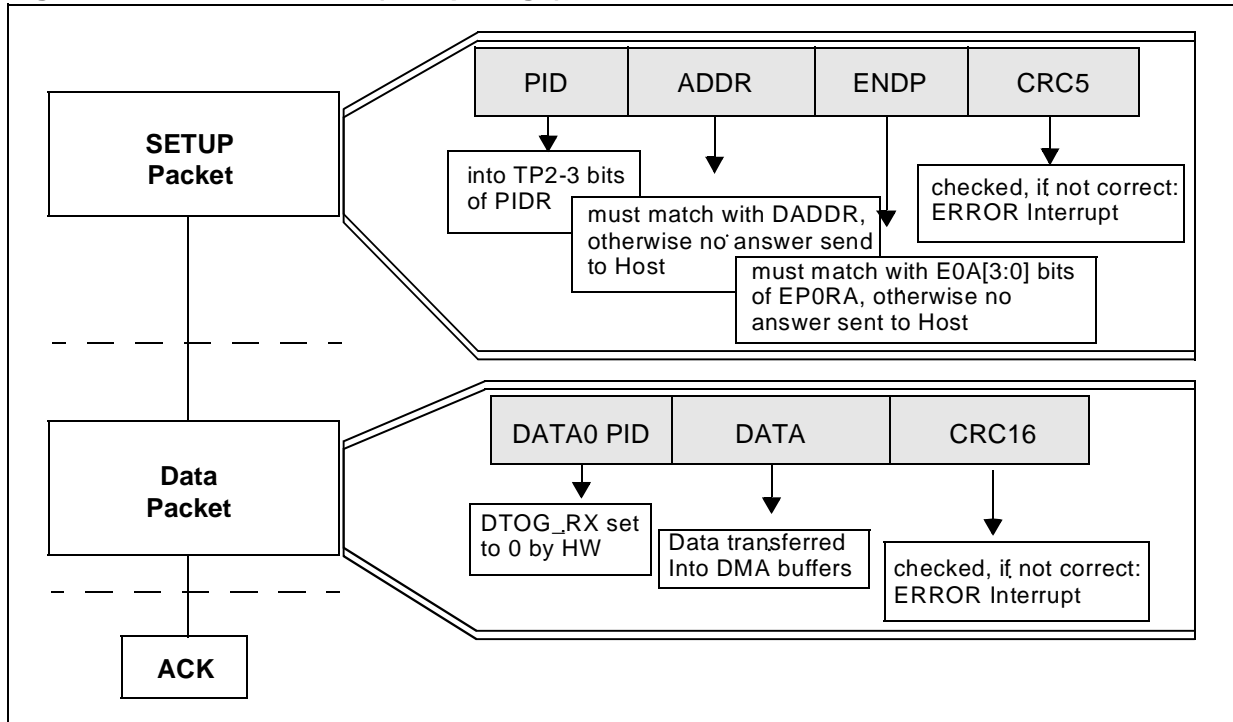 SETUP
Packet
PID
ADDR
ENDP
CRC5
into TP2-3 bits
of PIDR
must match with DADDR,
otherwise no answer send
to Host
must match with E0A[3:0] bits
of EP0RA, otherwise no
answer sent to Host
checked, if not correct:
ERROR Interrupt
Data
Packet
DATA0 PID
DATA
CRC16
DTOG_RX set
to 0 by HW
Data transferred
Into DMA buffers
checked, if not correct:
ERROR Interrupt
ACK